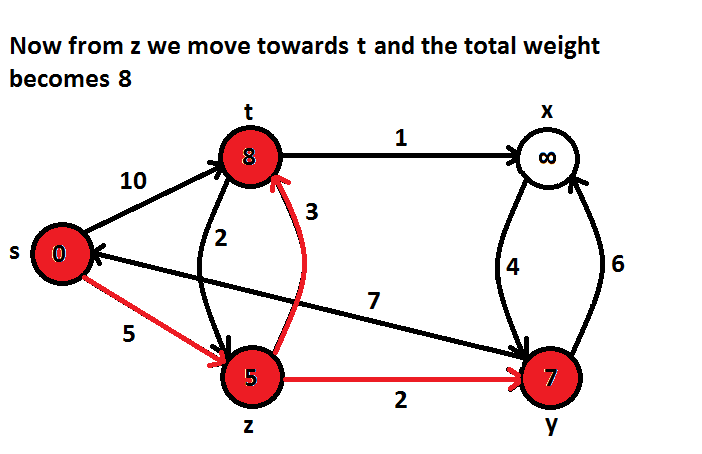 Now from z we move towards t and the total weight
becomes 8
t
x
8
1
∞
10
3
2
s
0
4
6
7
5
5
2
7
z
y